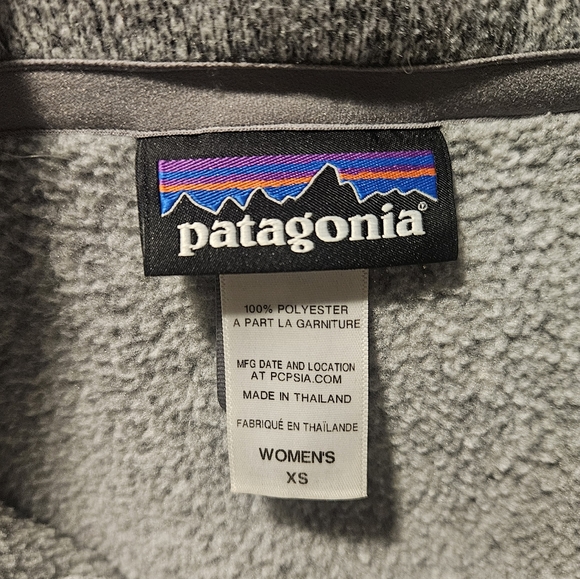 patagonia®
100% POLYESTER
A PART LA GARNITURE
MFG DATE AND LOCATION
AT PCPSIA.COM
MADE IN THAILAND
FABRIQUÉ EN THAÏLANDE
WOMEN'S
XS